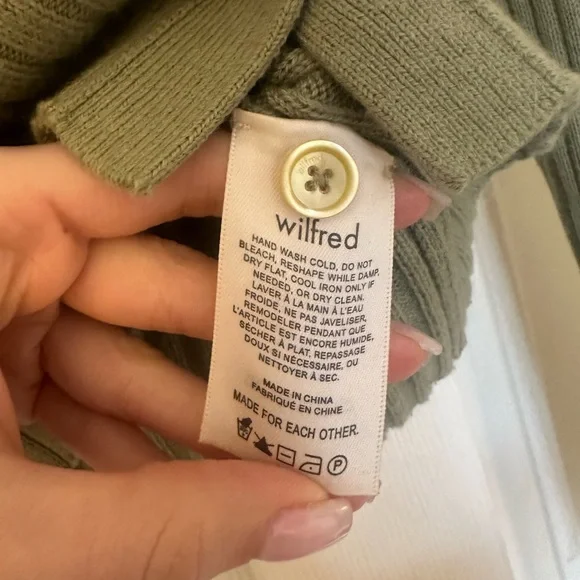 wilfred
wilfred
HAND WASH COLD, DO NOT
BLEACH, RESHAPE WHILE DAMP,
DRY FLAT, COOL IRON ONLY IF
NEEDED, OR DRY CLEAN.
LAVER À LA MAIN À L'EAU
FROIDE. NE PAS JAVELISER,
REMODELER PENDANT QUE
L'ARTICLE EST ENCORE HUMIDE,
SÉCHER À PLAT, REPASSAGE
DOUX SI NÉCESSAIRE, OU
NETTOYER À SEC.
MADE IN CHINA
FABRIQUÉ EN CHINE
MADE FOR EACH OTHER.
P